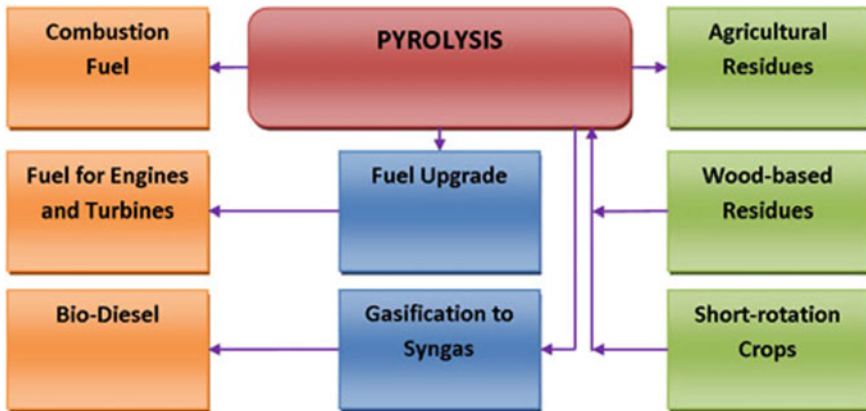 Combustion
Fuel
PYROLYSIS
Agricultural
Residues
Fuel for Engines
and Turbines
Fuel Upgrade
Wood-based
Residues
Bio-Diesel
Gasification to
Syngas
Short-rotation
Crops